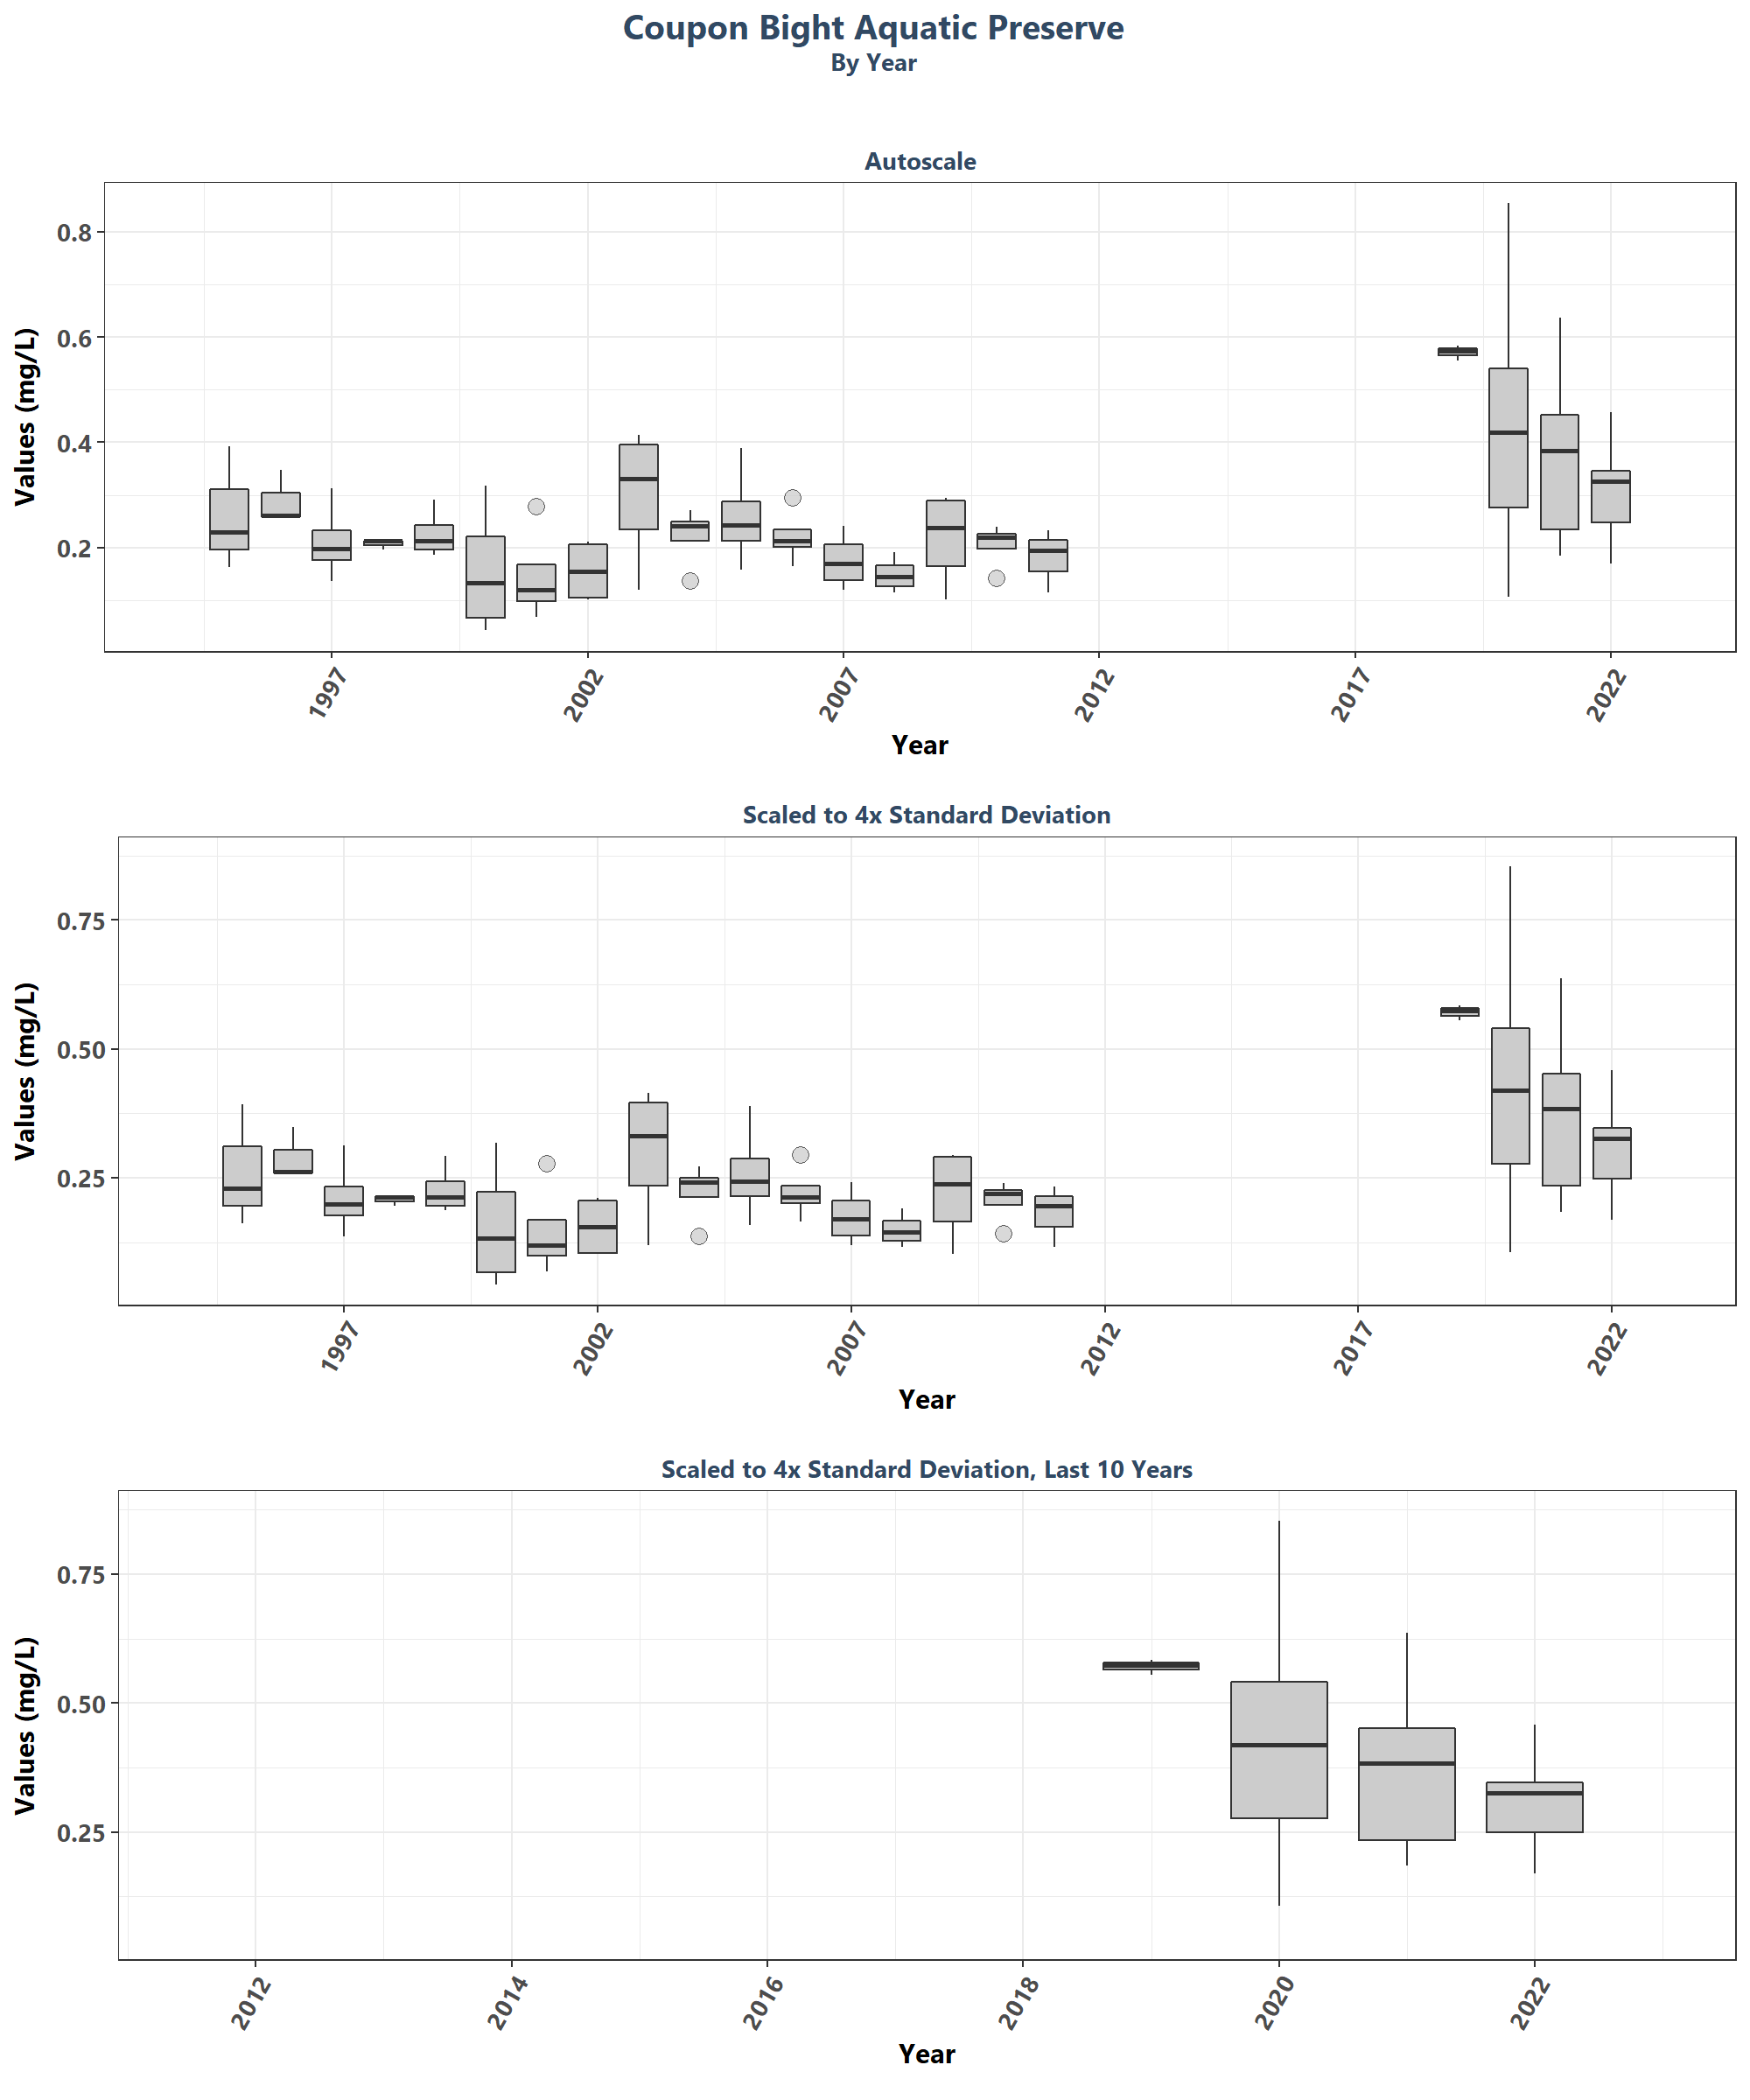 Coupon Bight Aquatic Preserve
By Year
Autoscale
Values (mg/L)
0.8
0.6
0.4
0.2
1997 2002 2007 2012 2017 2022
Year
Scaled to 4x Standard Deviation
Values (mg/L)
0.75
0.50
0.25
1997 2002 2007 2012 2017 2022
Year
Scaled to 4x Standard Deviation, Last 10 Years
Values (mg/L)
0.75
0.50
0.25
2012 2014 2016 2018 2020 2022
Year